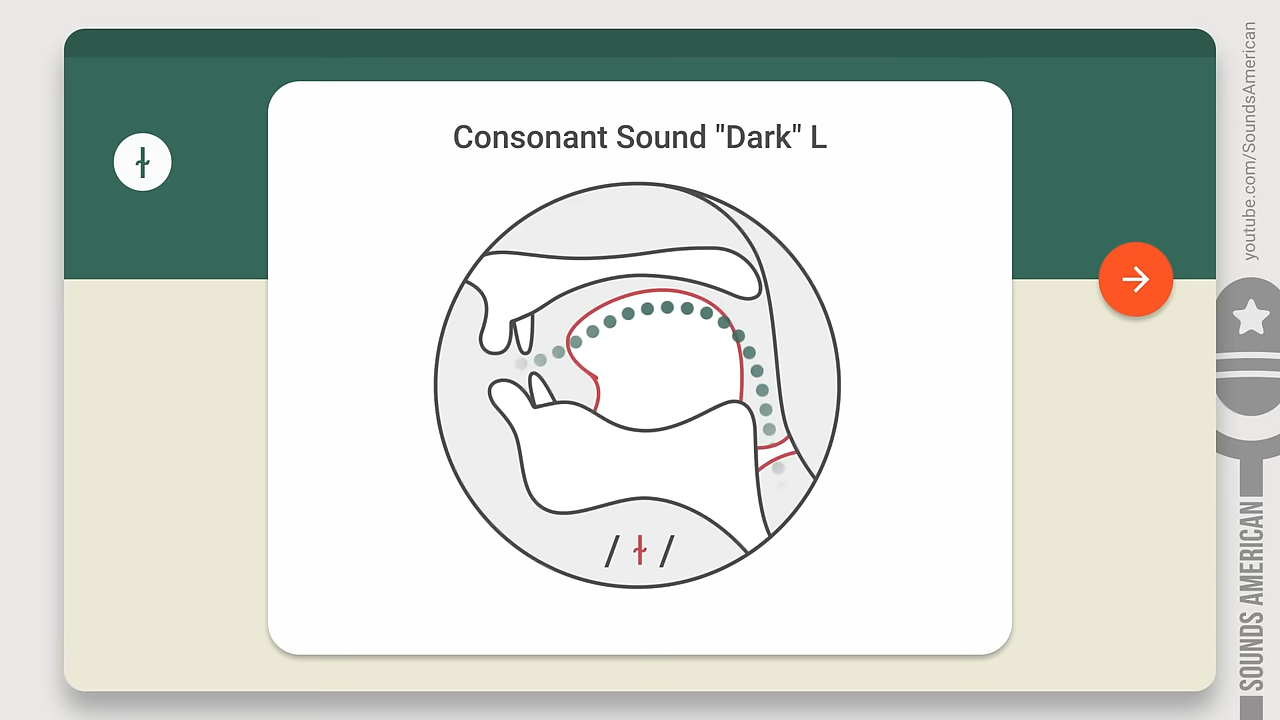 Consonant Sound "Dark" L
ɫ
/ ɫ /
youtube.com/SoundsAmerican
SOUNDS AMERICAN